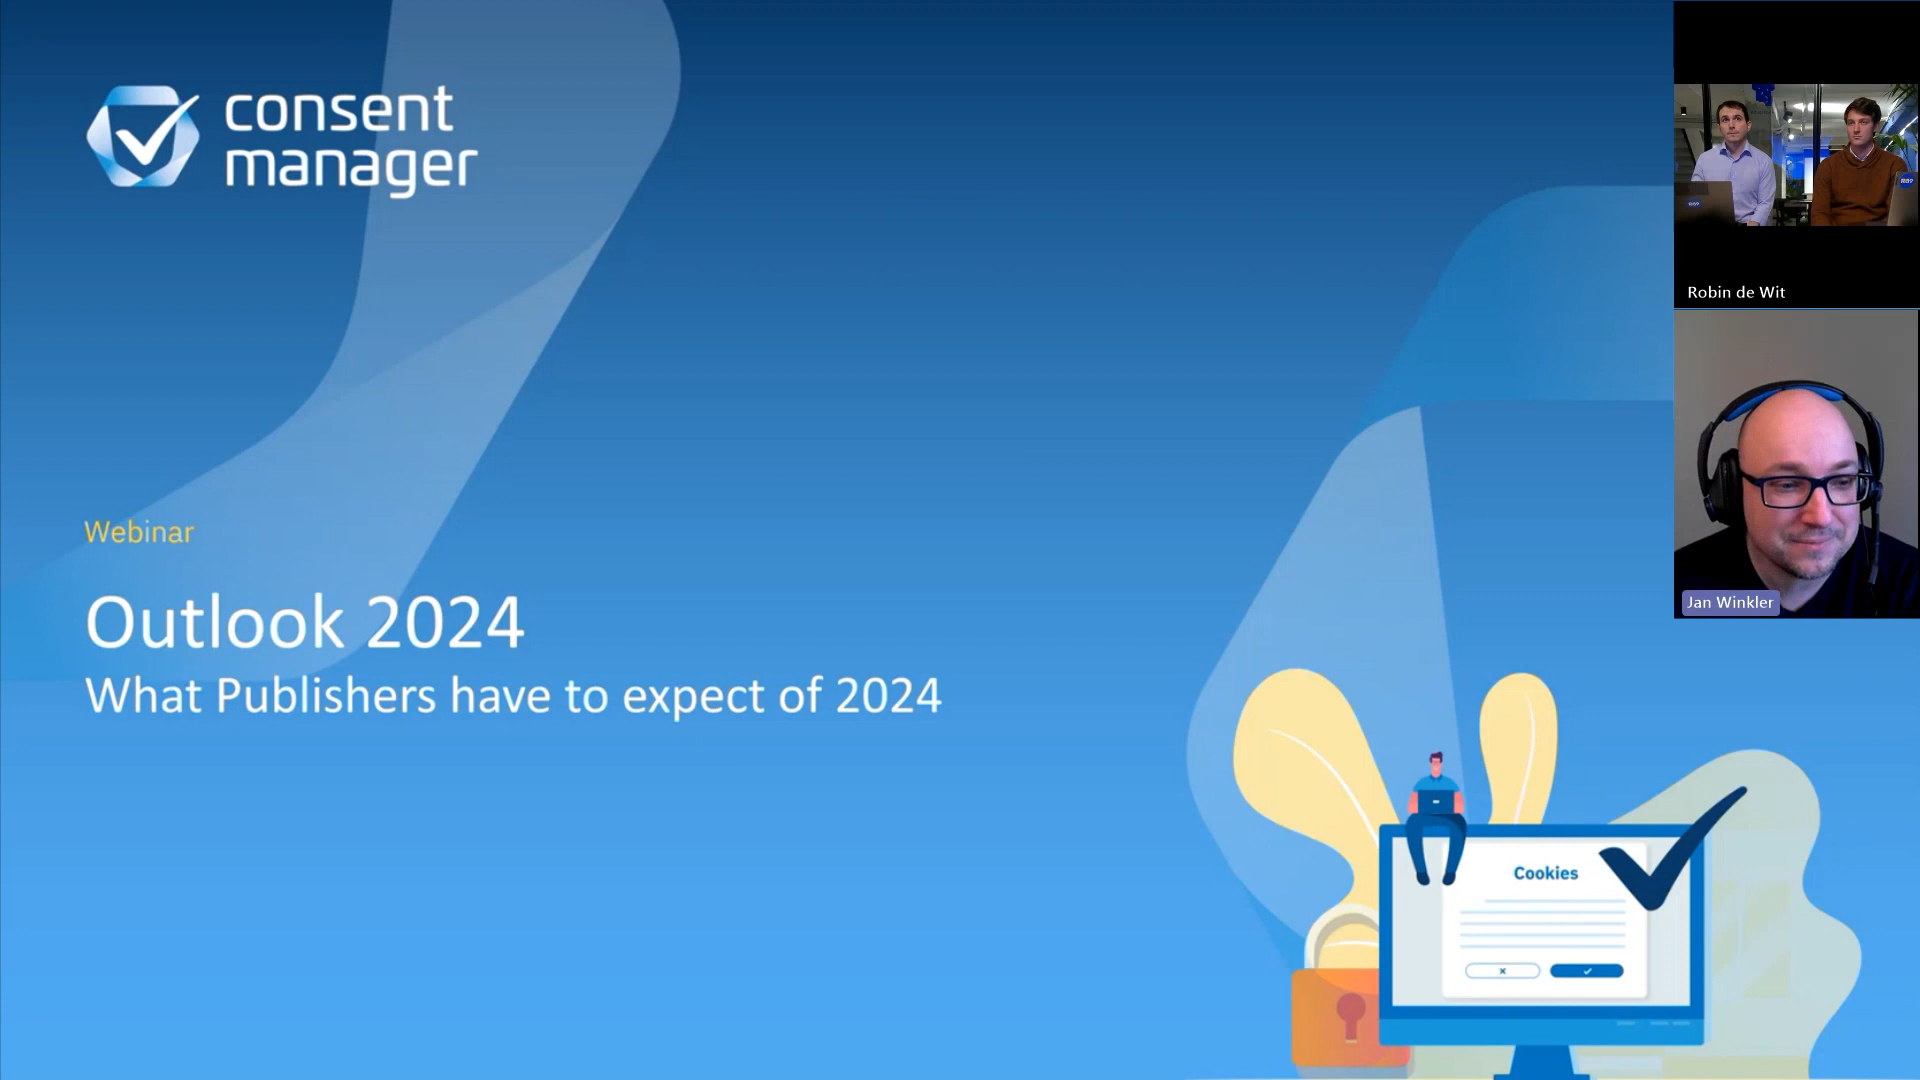 consent
manager
Webinar
Outlook 2024
What Publishers have to expect of 2024
Cookies
Robin de Wit
Jan Winkler